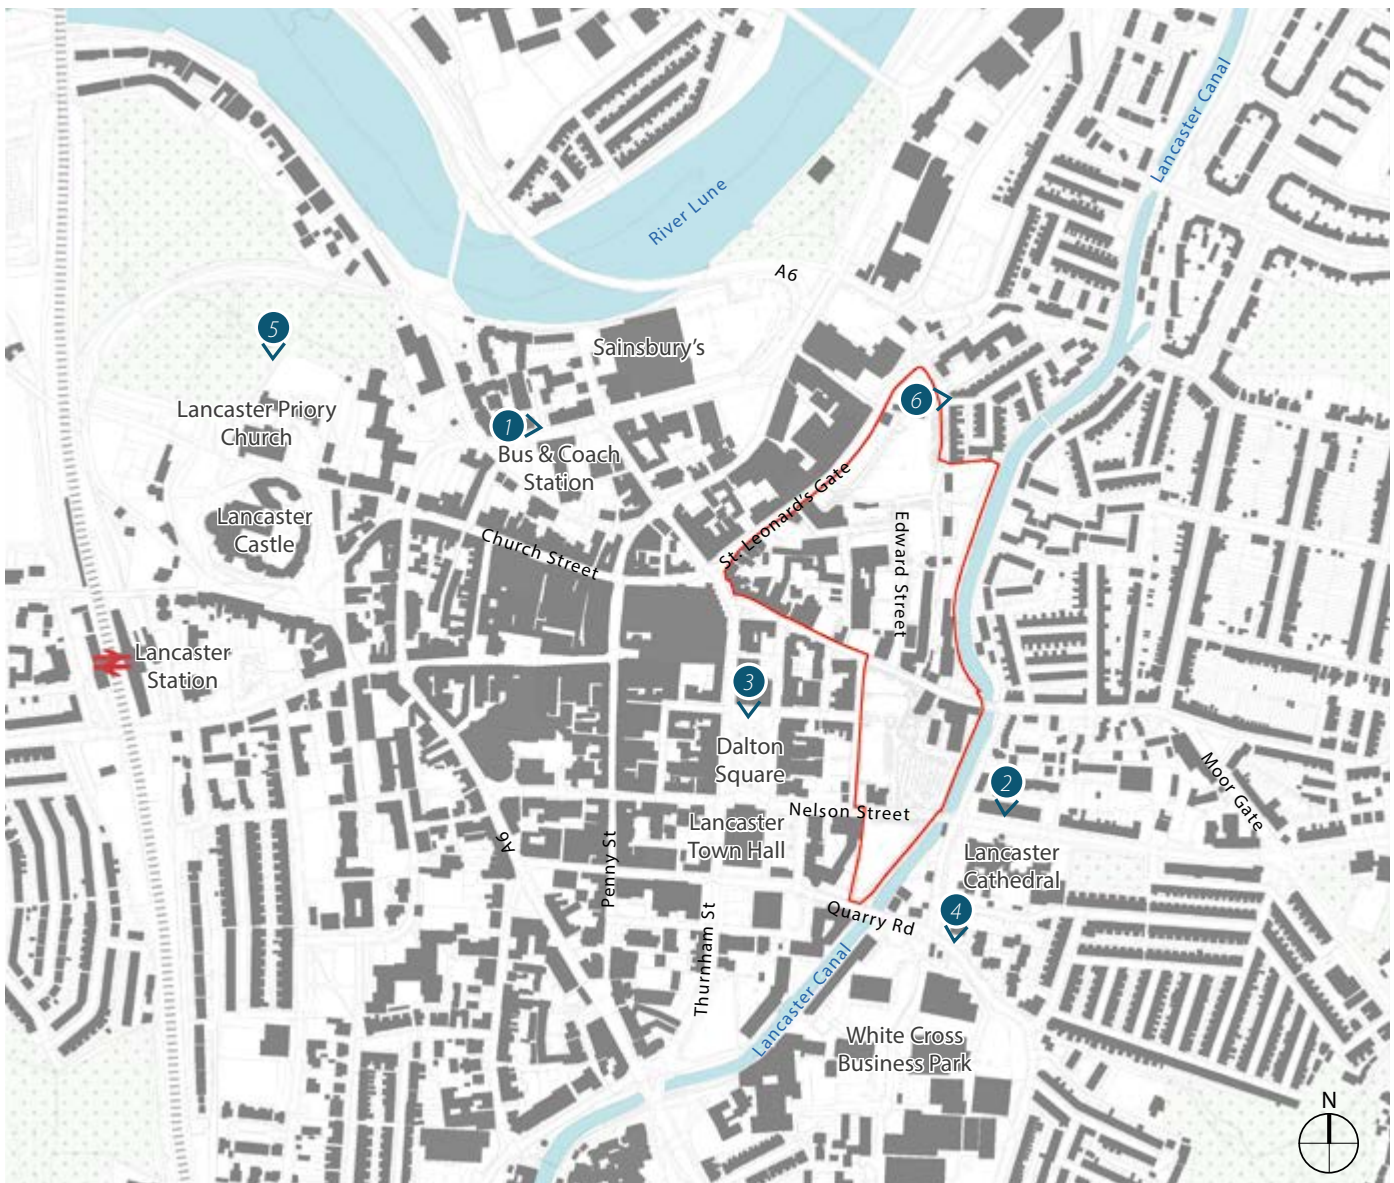 Lancaster Canal
River Lune
A6
5
Sainsbury's
6
Lancaster Priory
Church
1
Bus & Coach
Station
St. Leonard's Gate
Lancaster
Castle
Church Street
Edward Street
Lancaster
Station
3
Dalton
Square
2
Moor Gate
Nelson Street
Lancaster
Town Hall
A6
Penny St
Lancaster
Cathedral
4
Quarry Rd
Thurnham St
Lancaster Canal
White Cross
Business Park
N